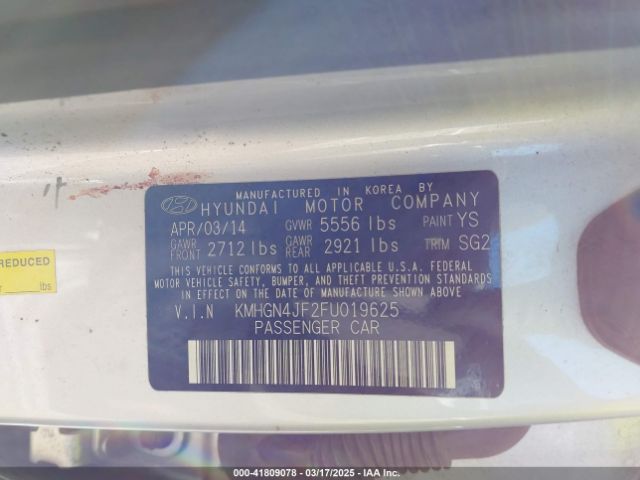 MANUFACTURED IN KOREA BY
HYUNDAI MOTOR COMPANY
APR/03/14 GVWR 5556 lbs PAINT YS
GAWR FRONT 2712 lbs GAWR REAR 2921 lbs TRIM SG2
THIS VEHICLE CONFORMS TO ALL APPLICABLE U.S.A. FEDERAL
MOTOR VEHICLE SAFETY, BUMPER, AND THEFT PREVENTION STANDARDS
IN EFFECT ON THE DATE OF MANUFACTURE SHOWN ABOVE.
V.I.N KMHGN4JF2FU019625
PASSENGER CAR
REDUCED
lbs
000-41809078 - 03/17/2025 - IAA Inc.